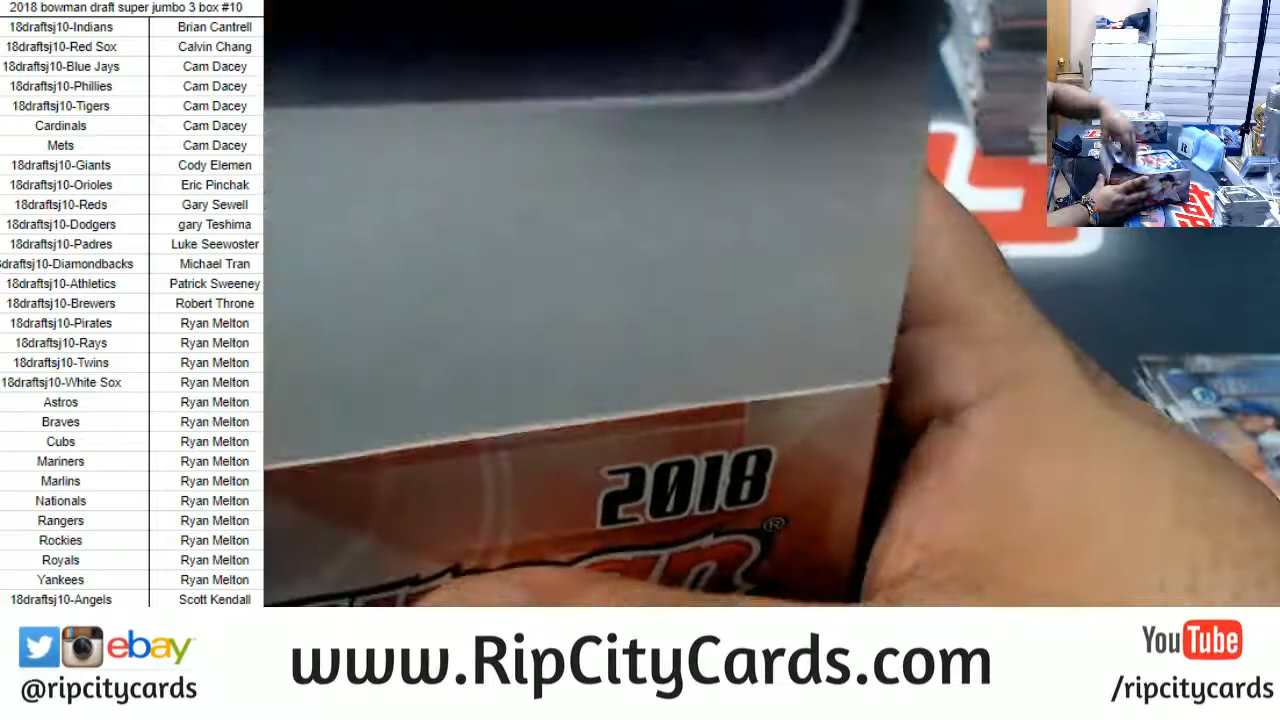 2018 bowman draft super jumbo 3 box #10
18draftsj10-Indians Brian Cantrell
18draftsj10-Red Sox Calvin Chang
18draftsj10-Blue Jays Cam Dacey
18draftsj10-Phillies Cam Dacey
18draftsj10-Tigers Cam Dacey
Cardinals Cam Dacey
Mets Cam Dacey
18draftsj10-Giants Cody Elemen
18draftsj10-Orioles Eric Pinchak
18draftsj10-Reds Gary Sewell
18draftsj10-Dodgers gary Teshima
18draftsj10-Padres Luke Seewoster
draftsj10-Diamondbacks Michael Tran
18draftsj10-Athletics Patrick Sweeney
18draftsj10-Brewers Robert Throne
18draftsj10-Pirates Ryan Melton
18draftsj10-Rays Ryan Melton
18draftsj10-Twins Ryan Melton
18draftsj10-White Sox Ryan Melton
Astros Ryan Melton
Braves Ryan Melton
Cubs Ryan Melton
Mariners Ryan Melton
Marlins Ryan Melton
Nationals Ryan Melton
Rangers Ryan Melton
Rockies Ryan Melton
Royals Ryan Melton
Yankees Ryan Melton
18draftsj10-Angels Scott Kendall
2018
ebay
@ripcitycards
www.RipCityCards.com
YouTube
/ripcitycards